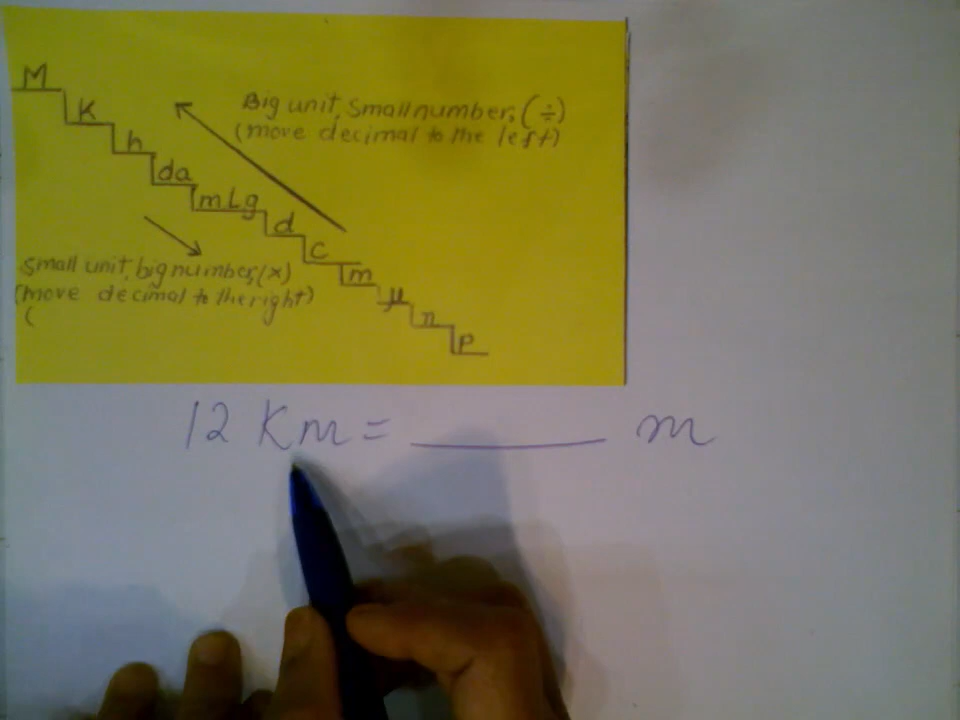 M
K
h
da
mLg
d
c
m
μ
n
p
Big unit, small number, (÷)
(move decimal to the left)
Small unit, big number, (x)
(move decimal to the right)
(
12 Km = ______ m